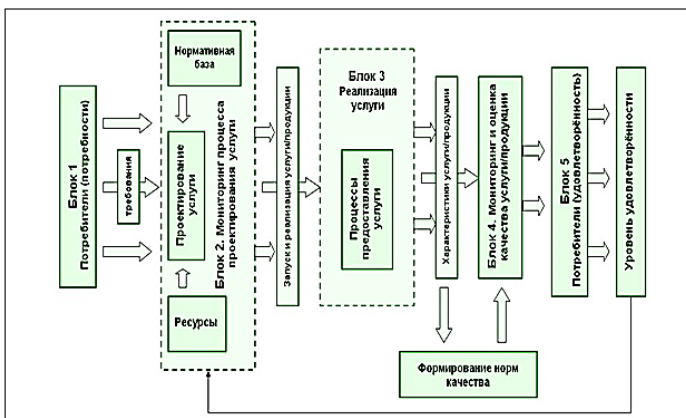 Блок 1
Потребители (потребности)
требования
Нормативная
база
Проектирование
услуги
Ресурсы
Блок 2. Мониторинг процесса
проектирования услуги
Запуск и реализация услуги/продукции
Блок 3
Реализация
услуги
Процессы
предоставления
услуги
Характеристики услуги/продукции
Блок 4. Мониторинг и оценка
качества услуги/продукции
Формирование норм
качества
Блок 5
Потребители (удовлетворённость)
Уровень удовлетворённости